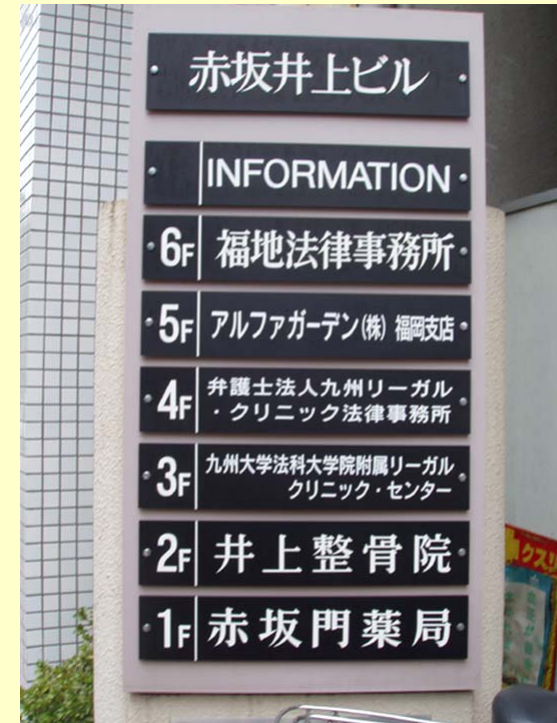 赤坂井上ビル
INFORMATION
6F 福地法律事務所
5F アルファガーデン(株) 福岡支店
4F 弁護士法人九州リーガル
・クリニック法律事務所
3F 九州大学法科大学院附属リーガル
クリニック・センター
2F 井上整骨院
1F 赤坂門薬局
クスリ